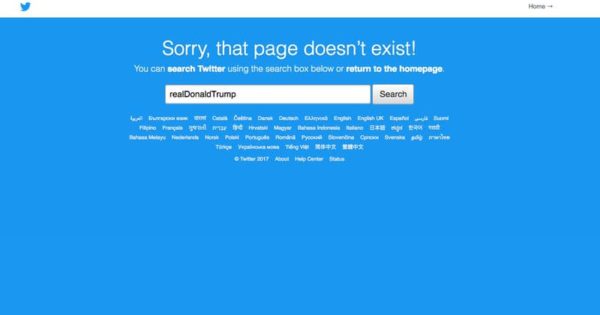 Home →
Sorry, that page doesn't exist!
You can search Twitter using the search box below or return to the homepage.
realDonaldTrump Search
العربية Български език বাংলা Català Čeština Dansk Deutsch Ελληνικά English English UK Español فارسی Suomi
Filipino Français ગુજરાતી עברית हिन्दी Hrvatski Magyar Bahasa Indonesia Italiano 日本語 ಕನ್ನಡ 한국어 मराठी
Bahasa Melayu Nederlands Norsk Polski Português Română Русский Slovenčina Српски Svenska தமிழ் ภาษาไทย
Türkçe Українська мова Tiếng Việt 简体中文 繁體中文
© Twitter 2017 About Help Center Status